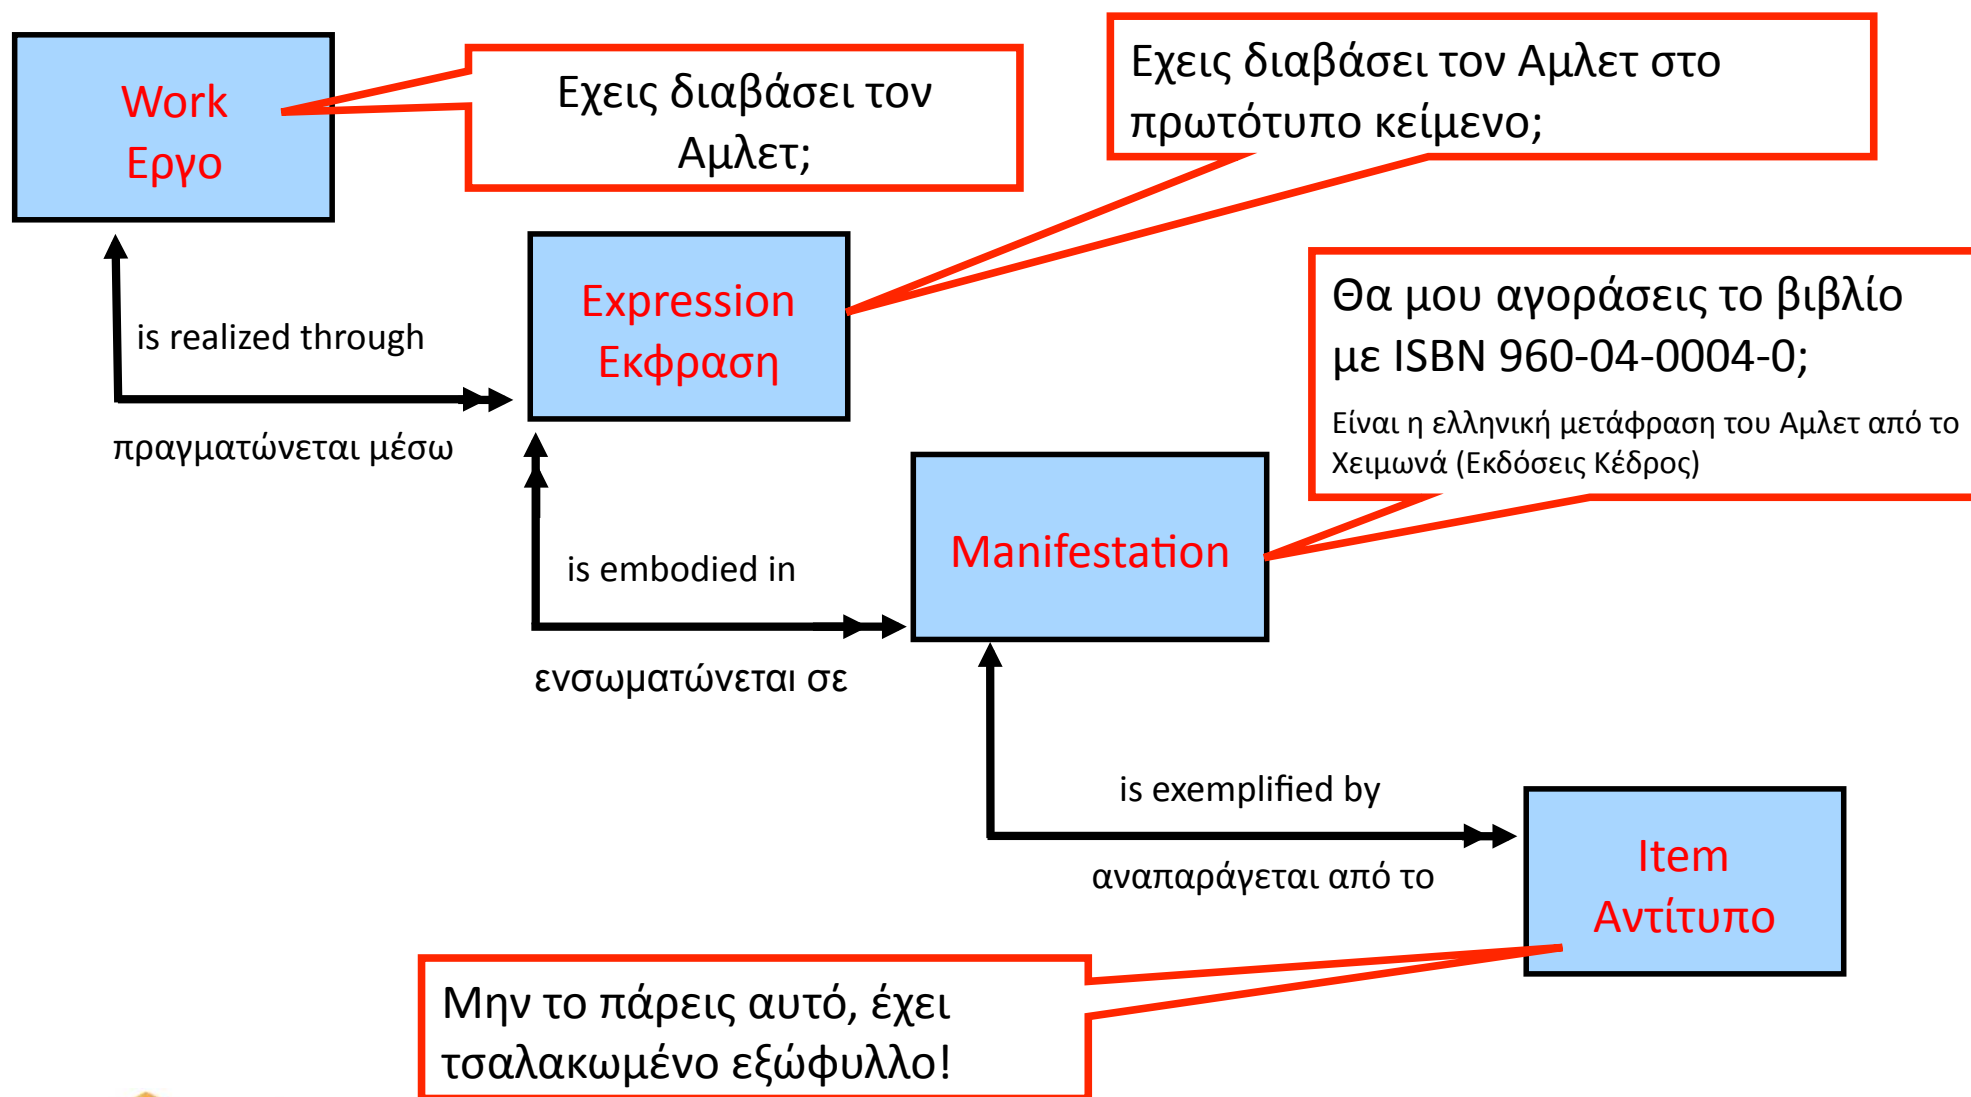 Work
Εργο
Εχεις διαβάσει τον
Αμλετ;
Εχεις διαβάσει τον Αμλετ στο
πρωτότυπο κείμενο;
is realized through
πραγματώνεται μέσω
Expression
Εκφραση
Θα μου αγοράσεις το βιβλίο
με ISBN 960-04-0004-0;
Είναι η ελληνική μετάφραση του Αμλετ από το
Χειμωνά (Εκδόσεις Κέδρος)
is embodied in
ενσωματώνεται σε
Manifestation
is exemplified by
αναπαράγεται από το
Item
Αντίτυπο
Μην το πάρεις αυτό, έχει
τσαλακωμένο εξώφυλλο!